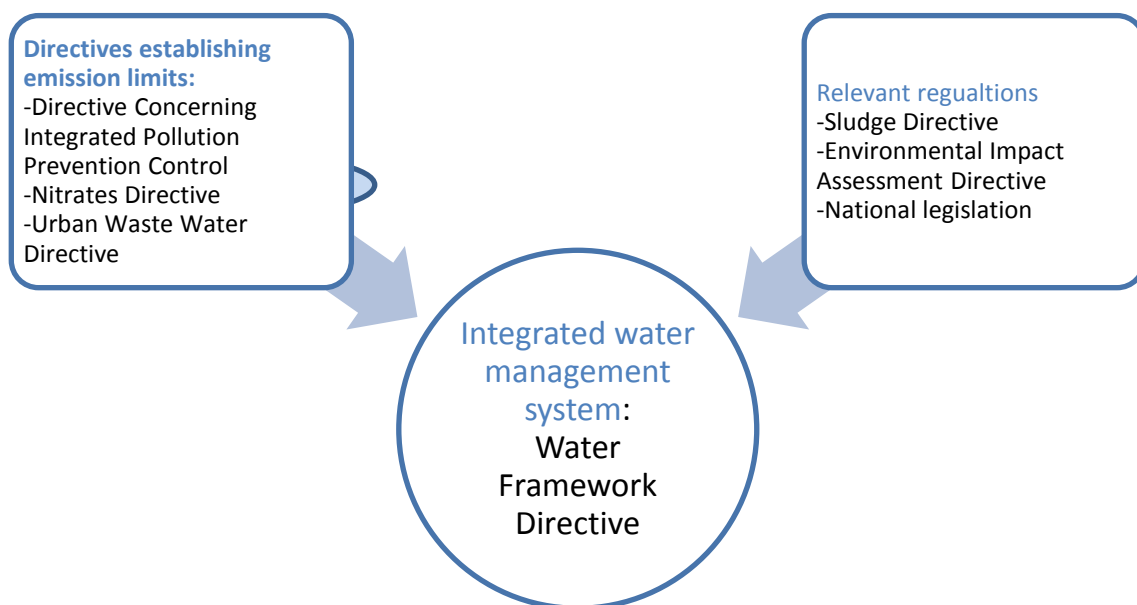 Directives establishing
emission limits:
-Directive Concerning
Integrated Pollution
Prevention Control
-Nitrates Directive
-Urban Waste Water
Directive
Relevant regualtions
-Sludge Directive
-Environmental Impact
Assessment Directive
-National legislation
Integrated water
management
system:
Water
Framework
Directive